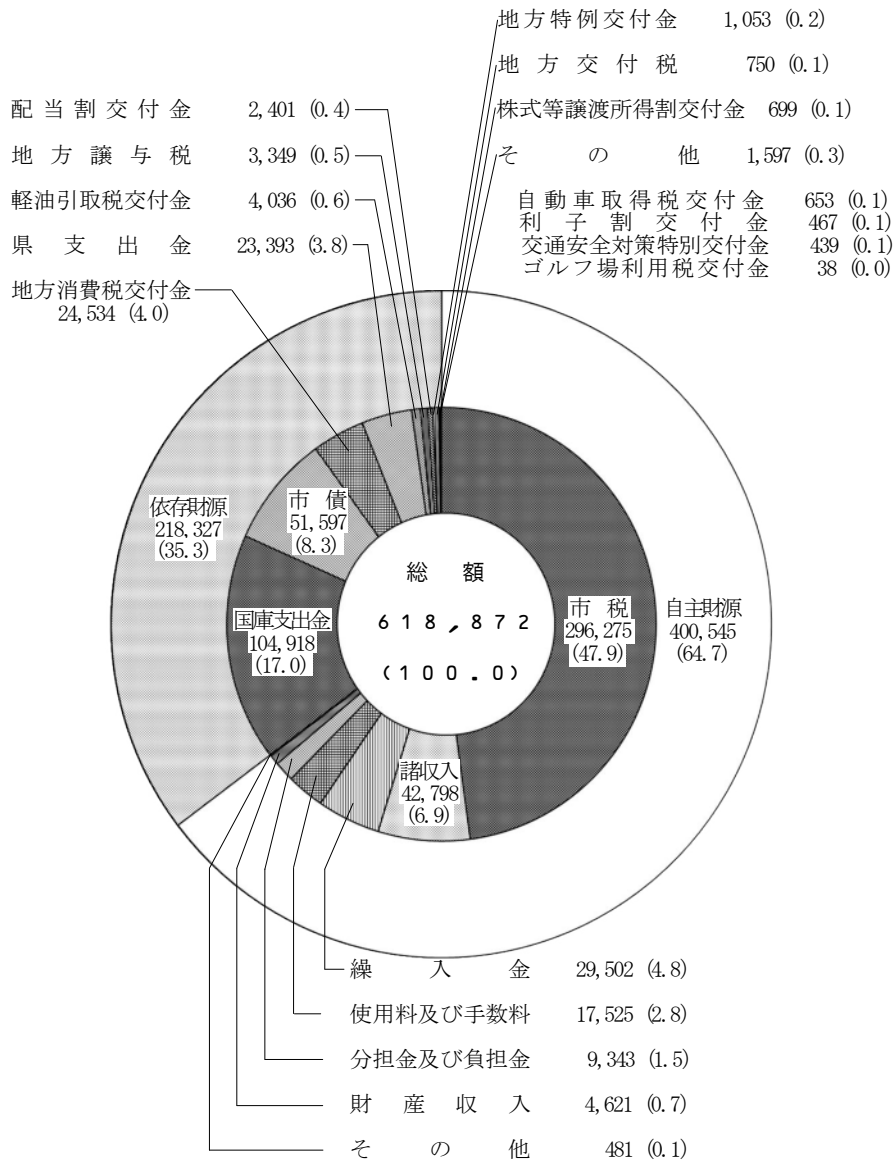 地方特例交付金 1,053 (0.2)
地方交付税 750 (0.1)
配当割交付金 2,401 (0.4)
株式等譲渡所得割交付金 699 (0.1)
地方譲与税 3,349 (0.5)
その他 1,597 (0.3)
軽油引取税交付金 4,036 (0.6)
自動車取得税交付金 653 (0.1)
利子割交付金 467 (0.1)
県支出金 23,393 (3.8)
交通安全対策特別交付金 439 (0.1)
ゴルフ場利用税交付金 38 (0.0)
地方消費税交付金
24,534 (4.0)
依存財源
218,327
(35.3)
市債
51,597
(8.3)
国庫支出金
104,918
(17.0)
総額
618,872
(100.0)
市税
296,275
(47.9)
自主財源
400,545
(64.7)
諸収入
42,798
(6.9)
繰入金 29,502 (4.8)
使用料及び手数料 17,525 (2.8)
分担金及び負担金 9,343 (1.5)
財産収入 4,621 (0.7)
その他 481 (0.1)